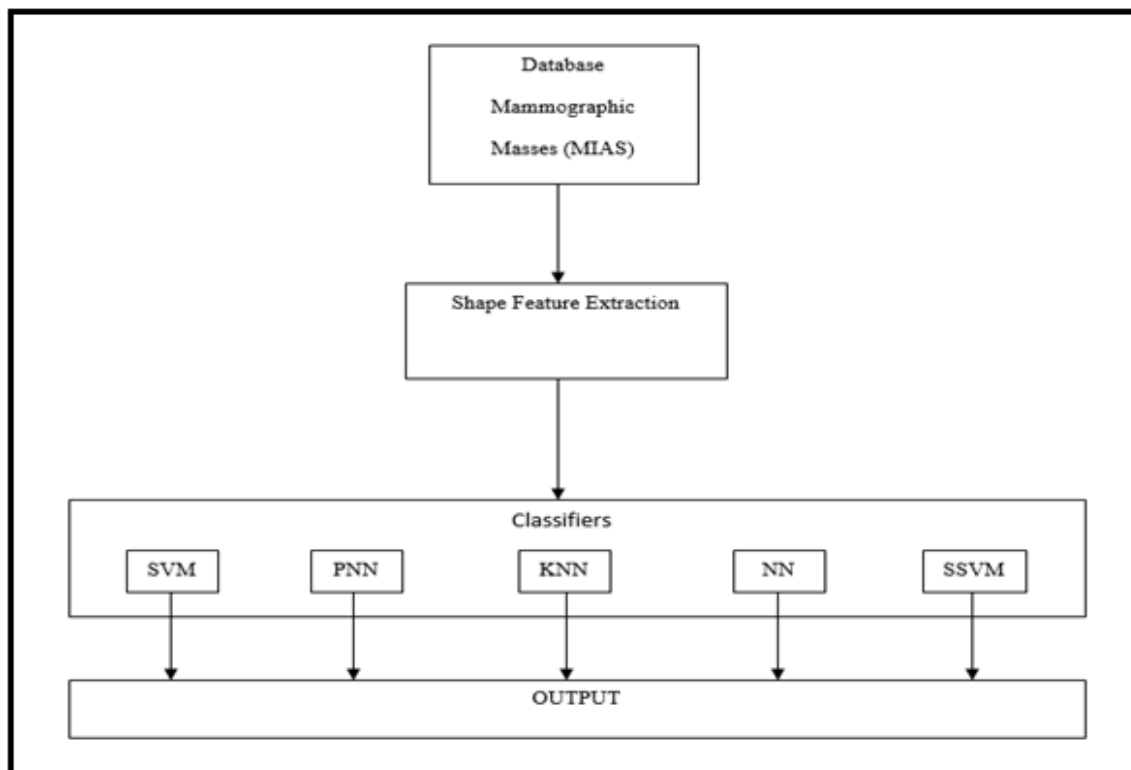 Database
Mammographic
Masses (MIAS)
Shape Feature Extraction
Classifiers
SVM
PNN
KNN
NN
SSVM
OUTPUT